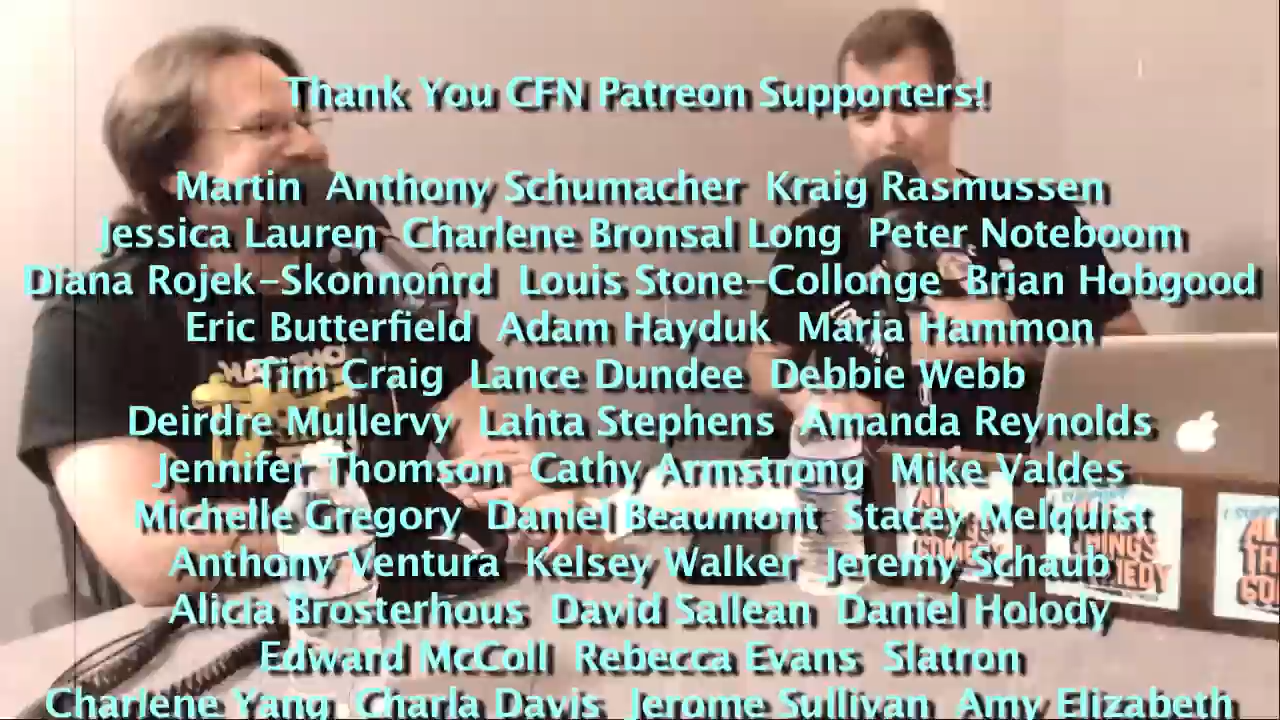 Thank You CFN Patreon Supporters!
Martin Anthony Schumacher Kraig Rasmussen
Jessica Lauren Charlene Bronsal Long Peter Noteboom
Diana Rojek-Skonnonrd Louis Stone-Collonge Brian Hobgood
Eric Butterfield Adam Hayduk Maria Hammon
Tim Craig Lance Dundee Debbie Webb
Deirdre Mullervy Lahta Stephens Amanda Reynolds
Jennifer Thomson Cathy Armstrong Mike Valdes
Michelle Gregory Daniel Beaumont Stacey Melquist
Anthony Ventura Kelsey Walker Jeremy Schaub
Alicia Brosterhous David Sallean Daniel Holody
Edward McColl Rebecca Evans Slatron
Charlene Yang Charla Davis Jerome Sullivan Amy Elizabeth
THINGS
COMEDY